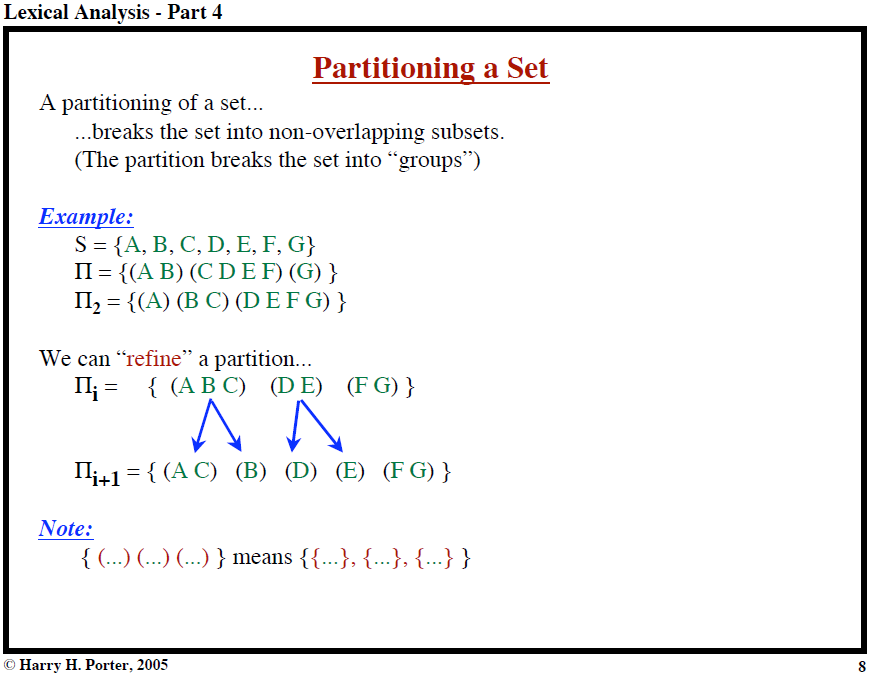 Lexical Analysis - Part 4
Partitioning a Set
A partitioning of a set...
...breaks the set into non-overlapping subsets.
(The partition breaks the set into “groups”)
Example:
S = {A, B, C, D, E, F, G}
Π = {(A B) (C D E F) (G) }
Π₂ = {(A) (B C) (D E F G) }
We can “refine” a partition...
Πi = { (A B C) (D E) (F G) }
Πi+1 = { (A C) (B) (D) (E) (F G) }
Note:
{ (...) (...) (...) } means {{...}, {...}, {...} }
© Harry H. Porter, 2005
8